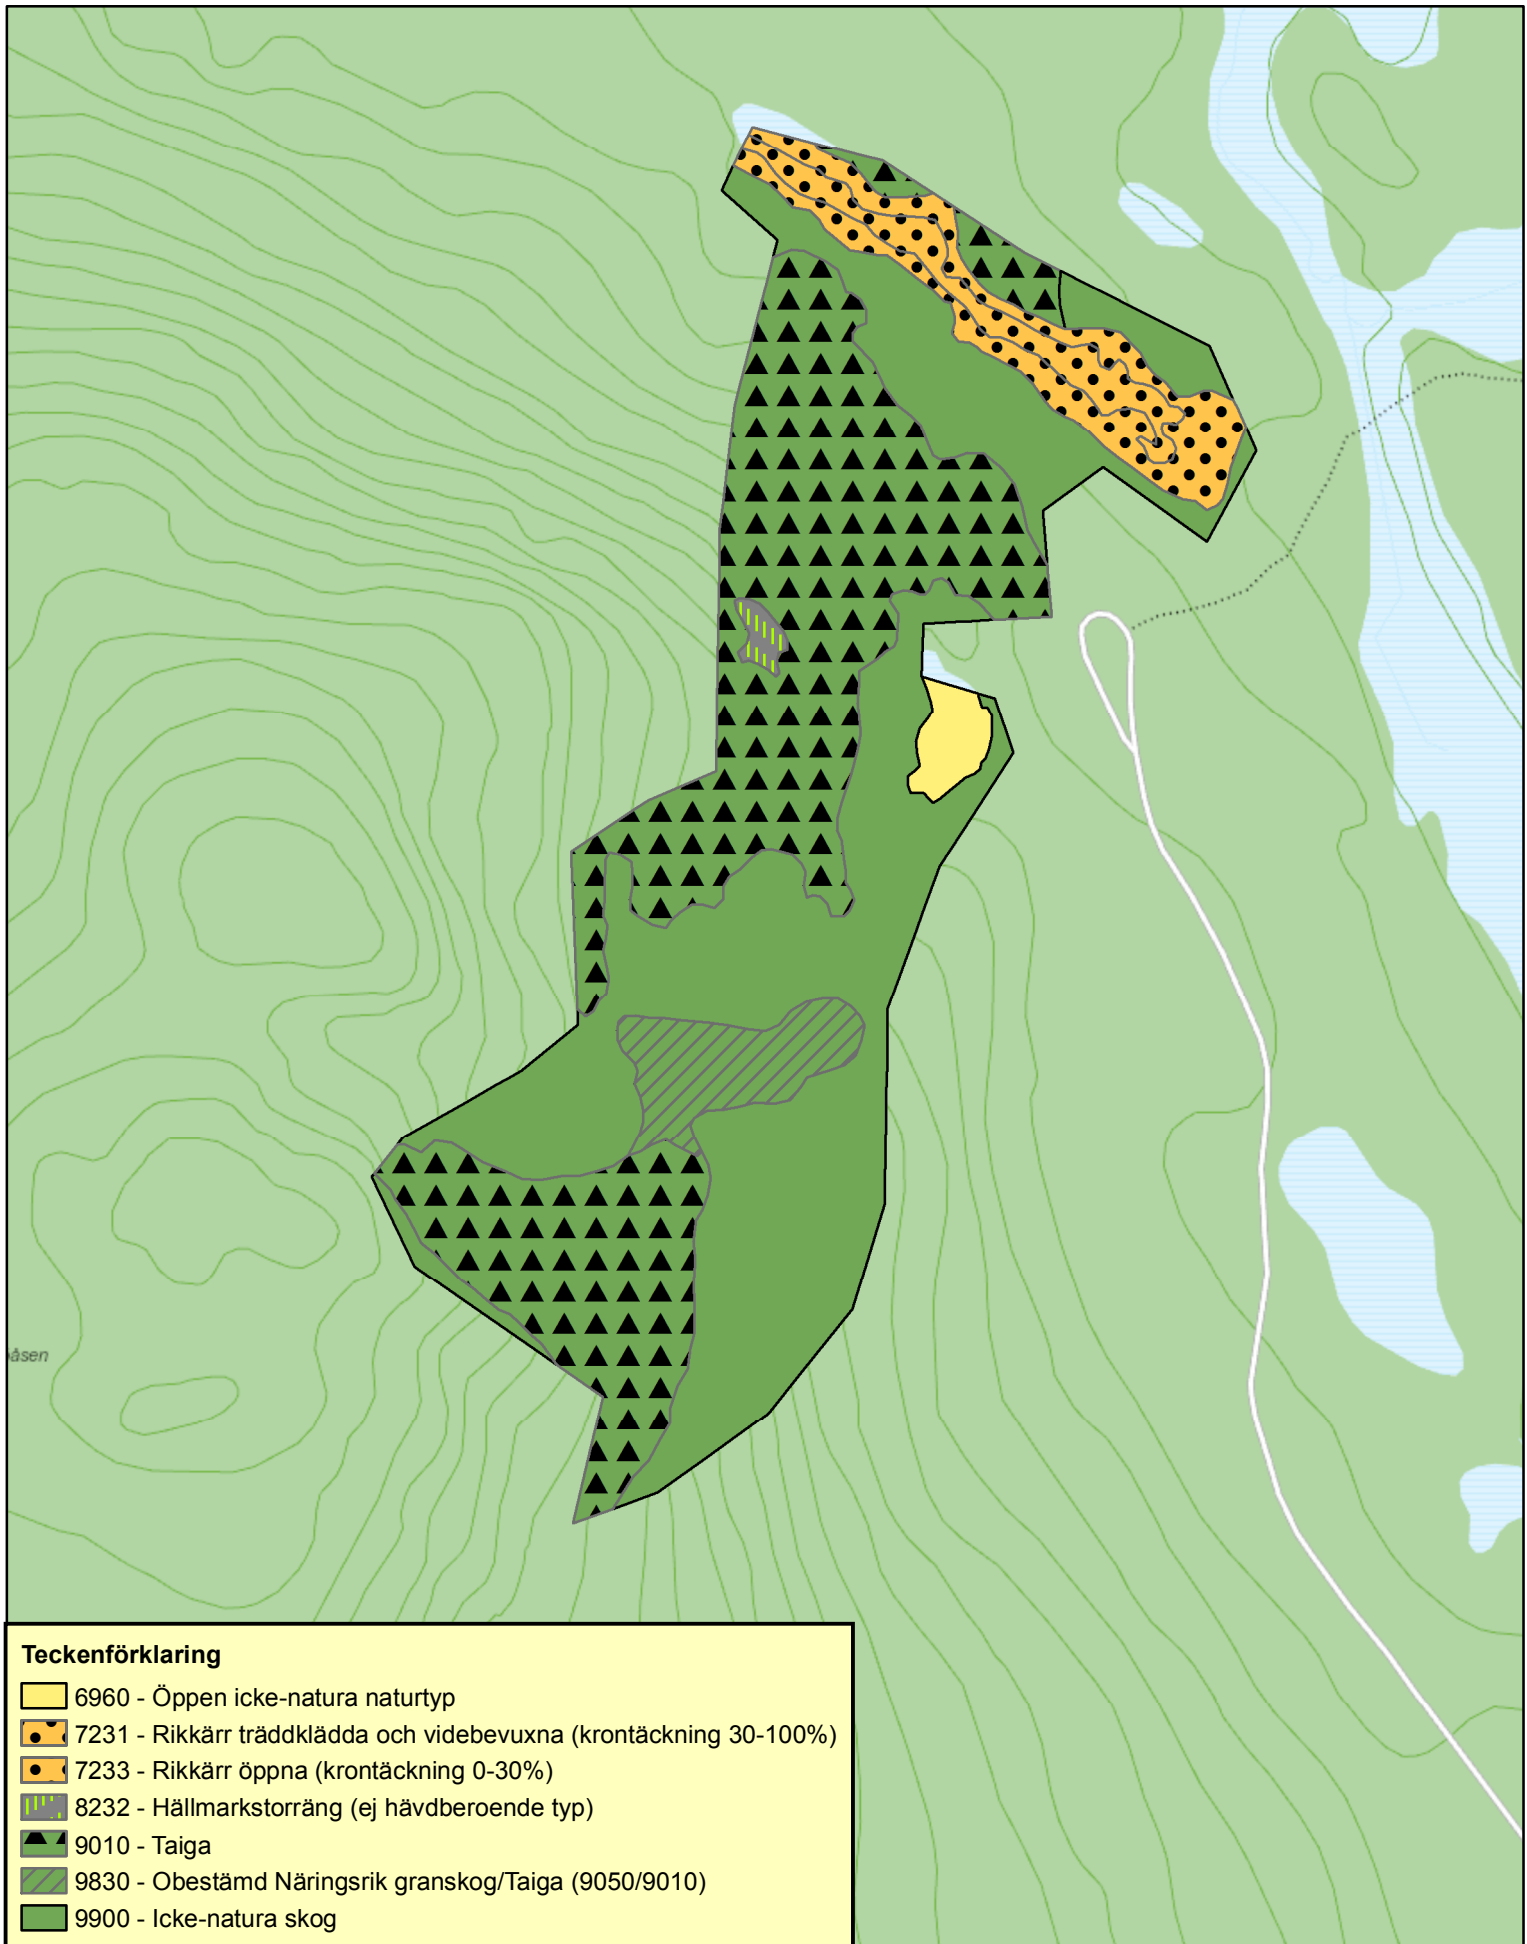 åsen
Teckenförklaring
6960 - Öppen icke-natura naturtyp
7231 - Rikkärr träddklädda och videbevuxna (krontäckning 30-100%)
7233 - Rikkärr öppna (krontäckning 0-30%)
8232 - Hällmarkstorräng (ej hävdberoende typ)
9010 - Taiga
9830 - Obestämd Näringsrik granskog/Taiga (9050/9010)
9900 - Icke-natura skog